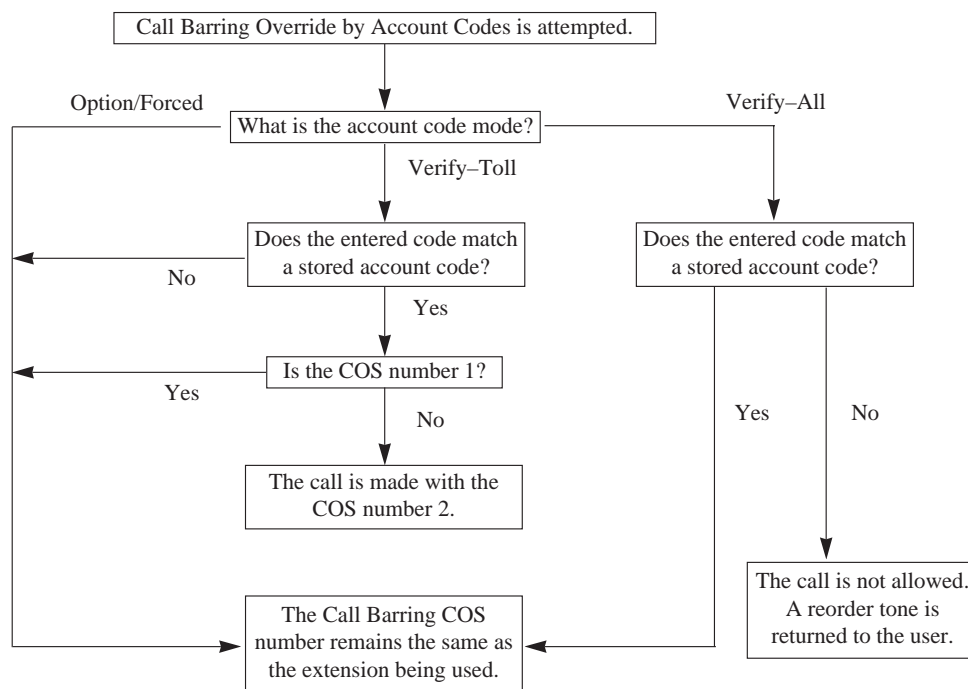 Call Barring Override by Account Codes is attempted.
Option/Forced
Verify–All
What is the account code mode?
Verify–Toll
Does the entered code match
a stored account code?
Does the entered code match
a stored account code?
No
Yes
Is the COS number 1?
Yes
No
Yes
No
The call is made with the
COS number 2.
The call is not allowed.
A reorder tone is
returned to the user.
The Call Barring COS
number remains the same as
the extension being used.